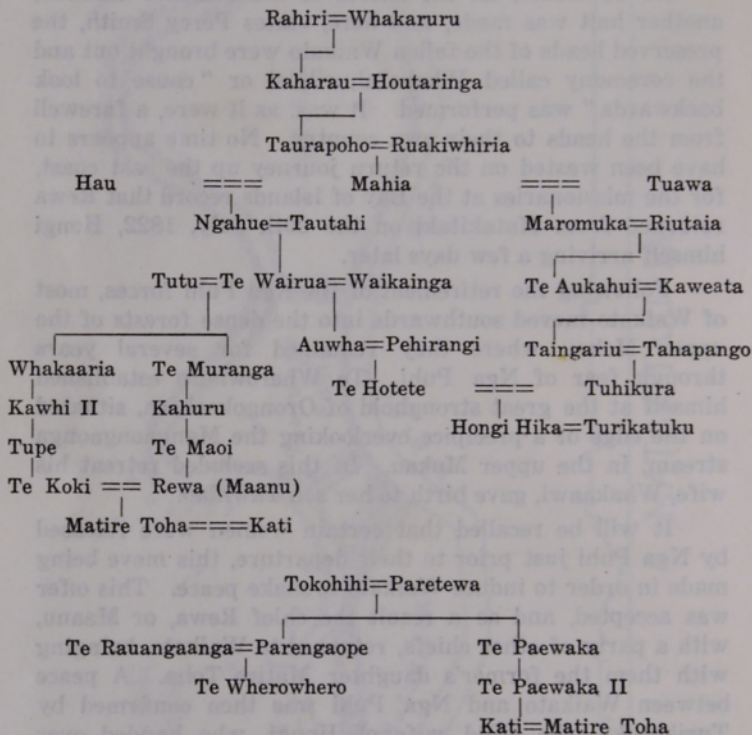 Rahiri=Whakaruru
Kaharau=Houtaringa
Taurapoho=Ruakiwhiria
Hau === Mahia === Tuawa
Ngahue=Tautahi Maromuka=Riutaia
Tutu=Te Wairua=Waikainga Te Aukahui=Kaweata
Auwha=Pehirangi Taingariu=Tahapango
Whakaaria Te Muranga Te Hotete === Tuhikura
Kawhi II Kahuru Hongi Hika=Turikatuku
Tupe Te Maoi
Te Koki == Rewa (Maanu)
Matire Toha===Kati
Tokohihi=Paretewa
Te Rauangaanga=Parengaope Te Paewaka
Te Wherowhero Te Paewaka II
Kati=Matire Toha